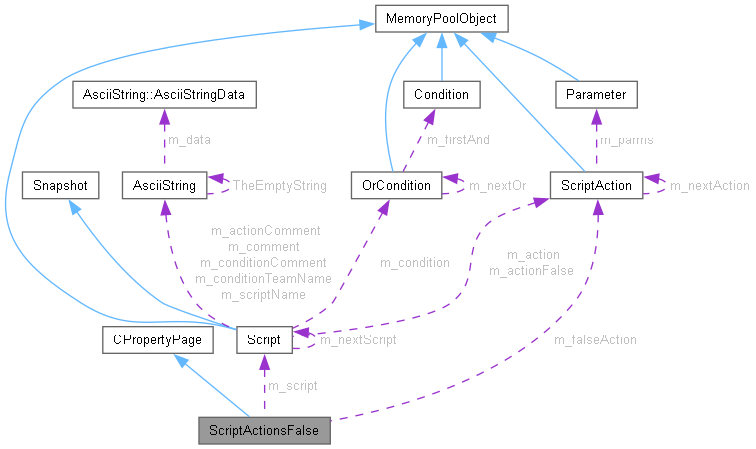 MemoryPoolObject
AsciiString::AsciiStringData
Condition
Parameter
m_data
m_firstAnd
m_parms
Snapshot
AsciiString
TheEmptyString
OrCondition
m_nextOr
ScriptAction
m_nextAction
m_actionComment
m_comment
m_conditionComment
m_conditionTeamName
m_scriptName
m_condition
m_action
m_actionFalse
CPropertyPage
Script
m_nextScript
m_falseAction
m_script
ScriptActionsFalse